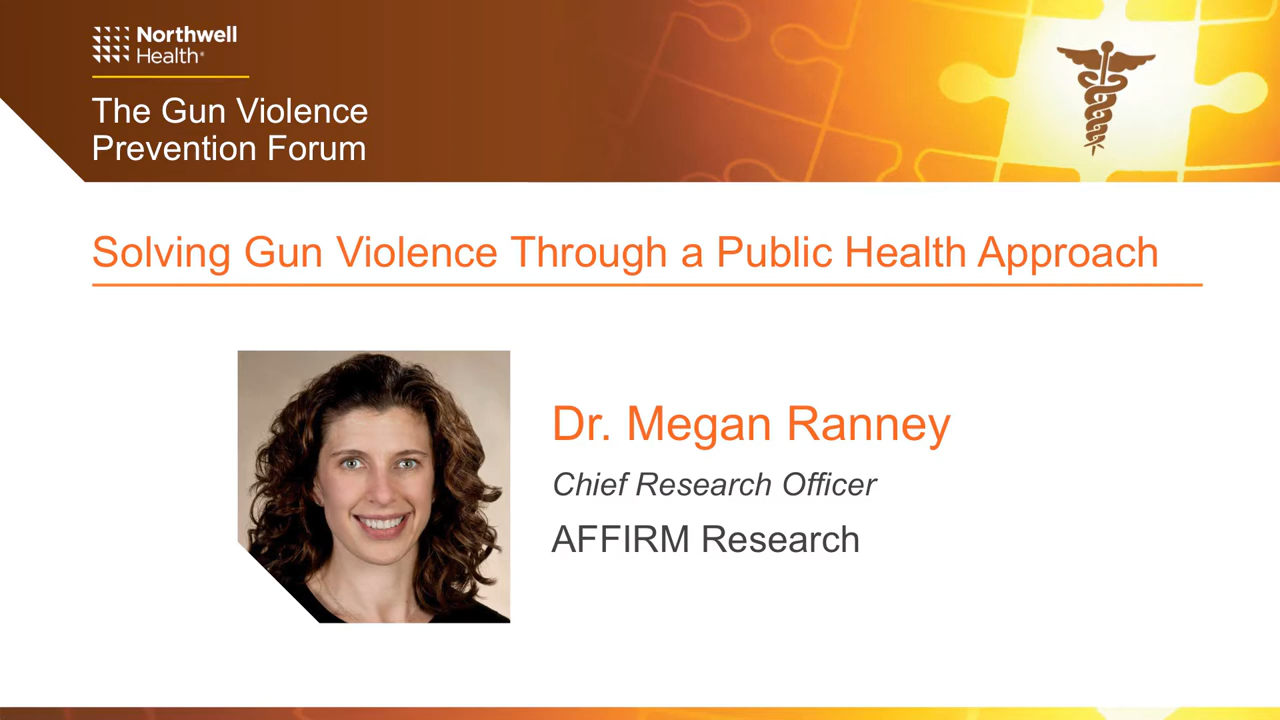 Northwell
Health®
The Gun Violence
Prevention Forum
Solving Gun Violence Through a Public Health Approach
Dr. Megan Ranney
Chief Research Officer
AFFIRM Research